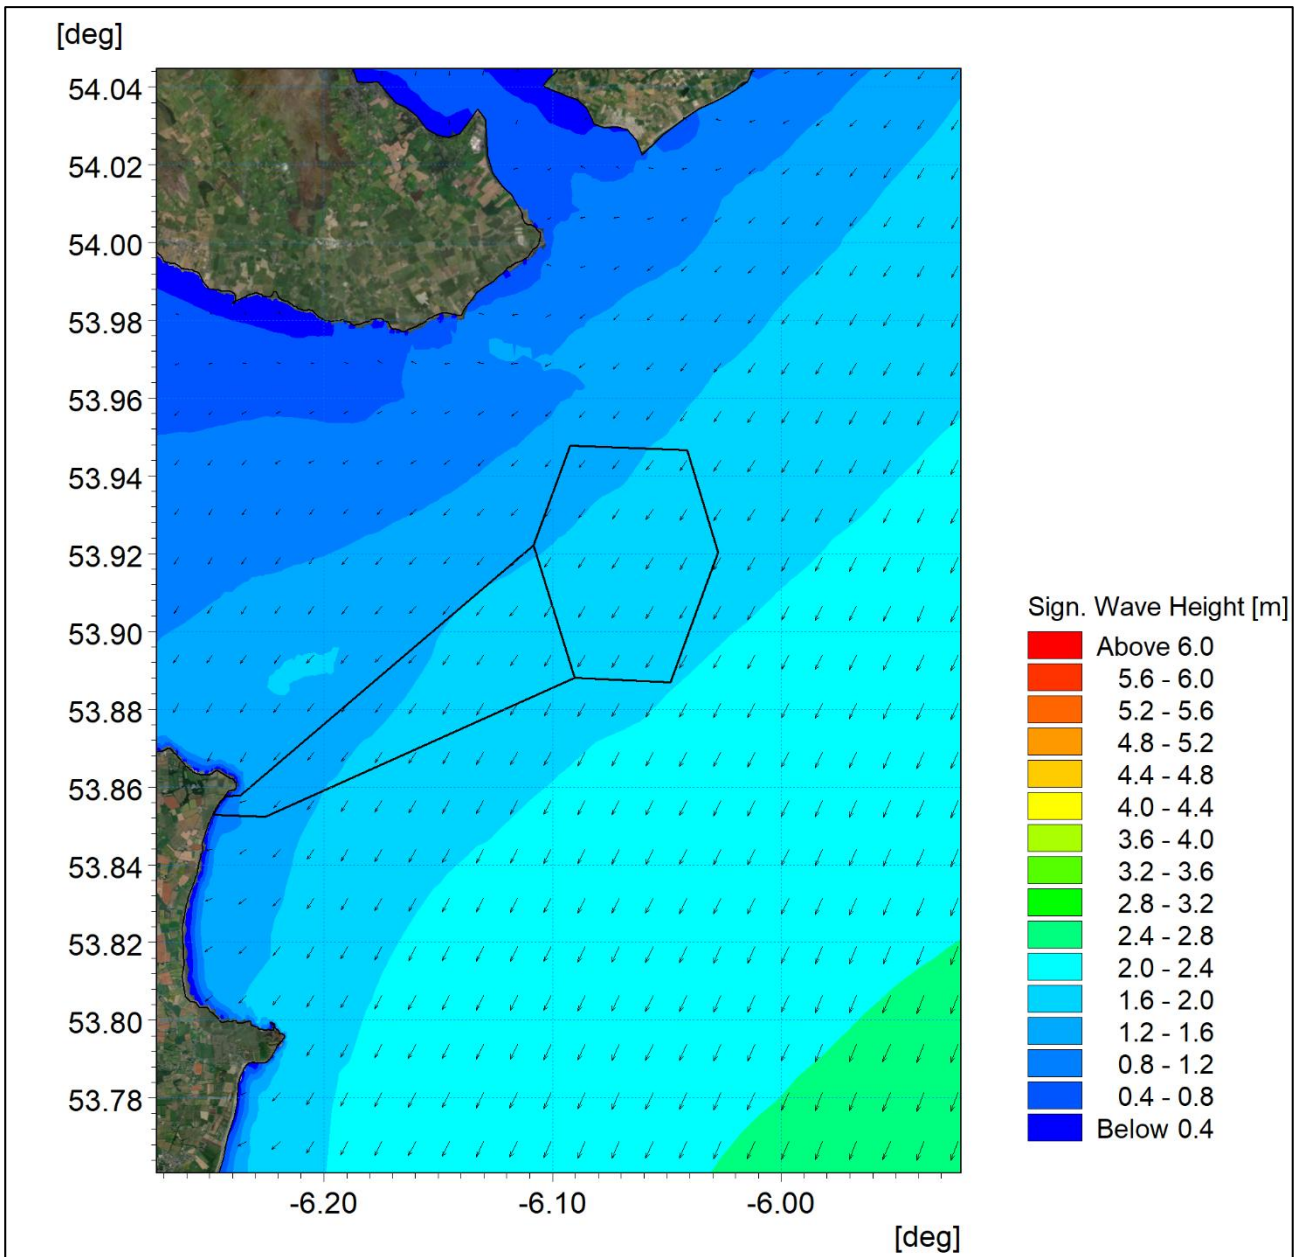 [deg]
54.04
54.02
54.00
53.98
53.96
53.94
53.92
53.90
53.88
53.86
53.84
53.82
53.80
53.78
-6.20
-6.10
-6.00
[deg]
Sign. Wave Height [m]
Above 6.0
5.6 - 6.0
5.2 - 5.6
4.8 - 5.2
4.4 - 4.8
4.0 - 4.4
3.6 - 4.0
3.2 - 3.6
2.8 - 3.2
2.4 - 2.8
2.0 - 2.4
1.6 - 2.0
1.2 - 1.6
0.8 - 1.2
0.4 - 0.8
Below 0.4